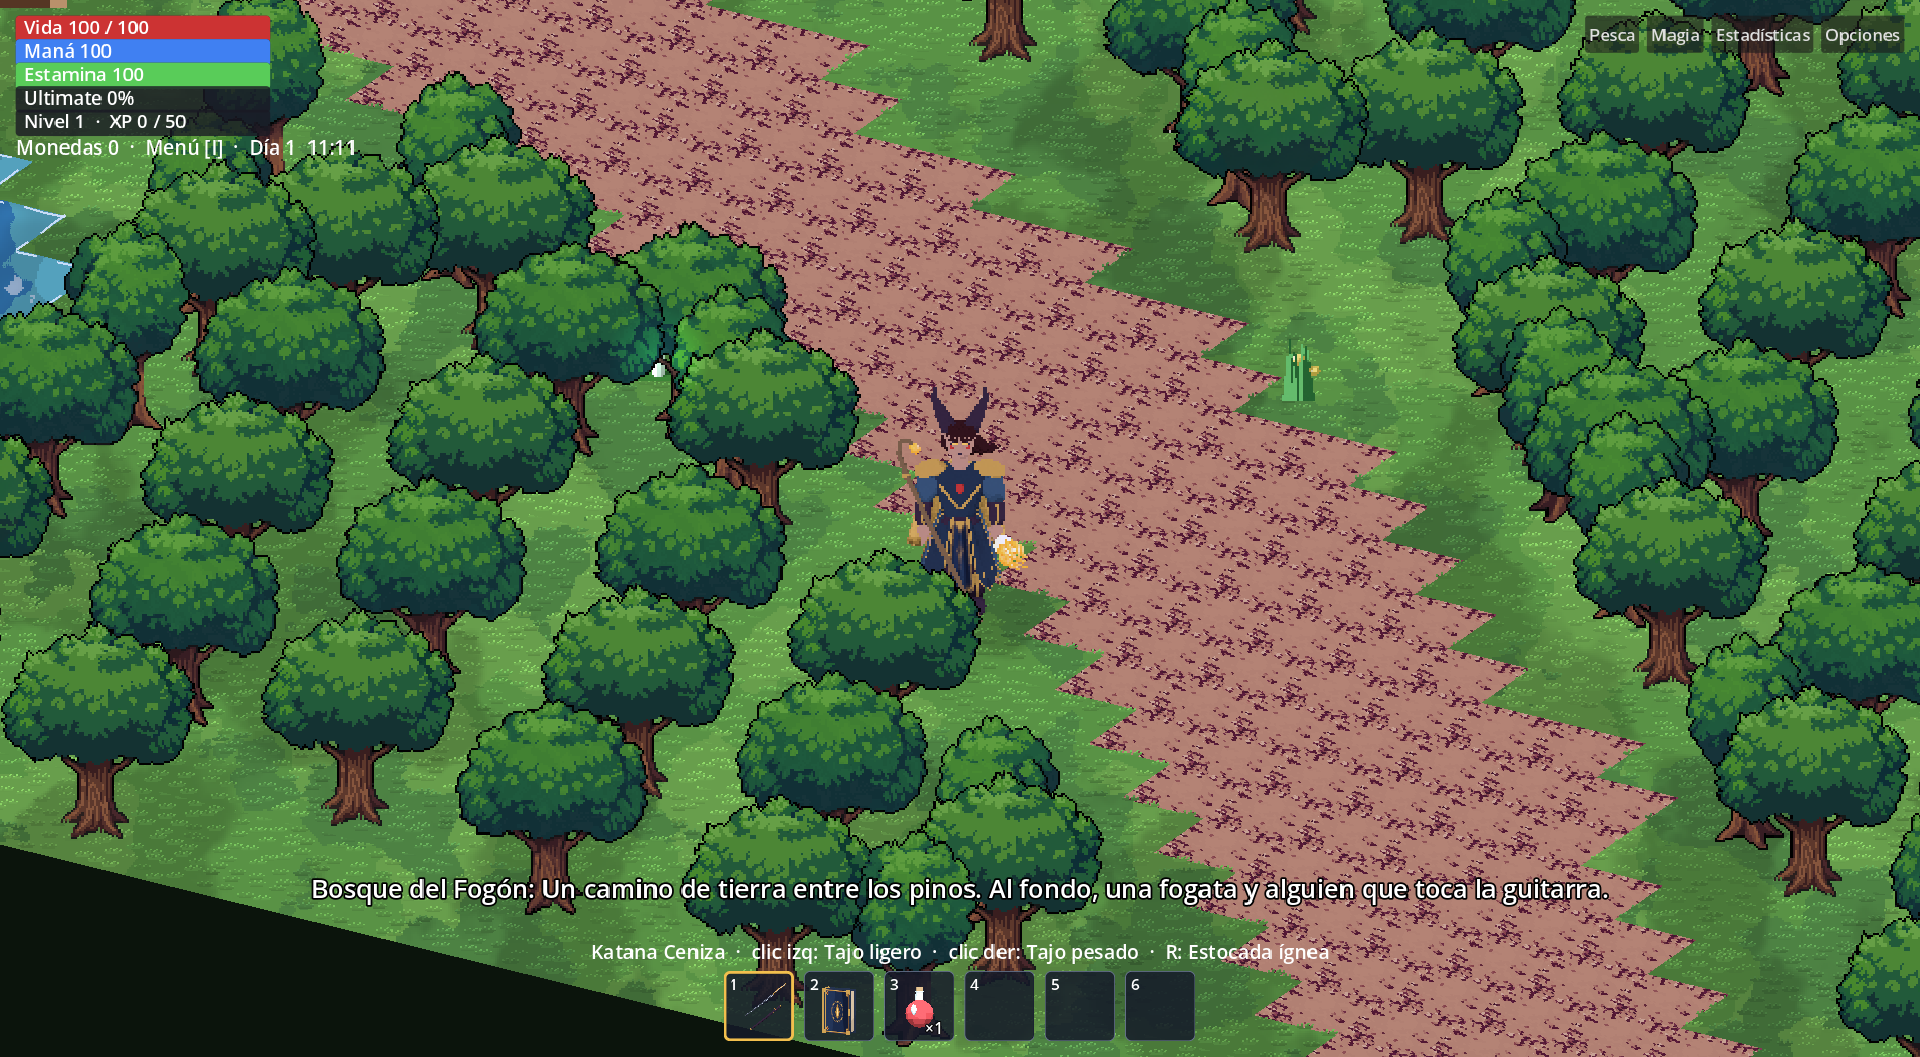 Vida 100 / 100
Maná 100
Estamina 100
Ultimate 0%
Nivel 1 · XP 0 / 50
Monedas 0 · Menú [I] · Día 1 11:11
Pesca Magia Estadísticas Opciones
Bosque del Fogón: Un camino de tierra entre los pinos. Al fondo, una fogata y alguien que toca la guitarra.
Katana Ceniza · clic izq: Tajo ligero · clic der: Tajo pesado · R: Estocada ígnea
1 2 3 4 5 6
×1